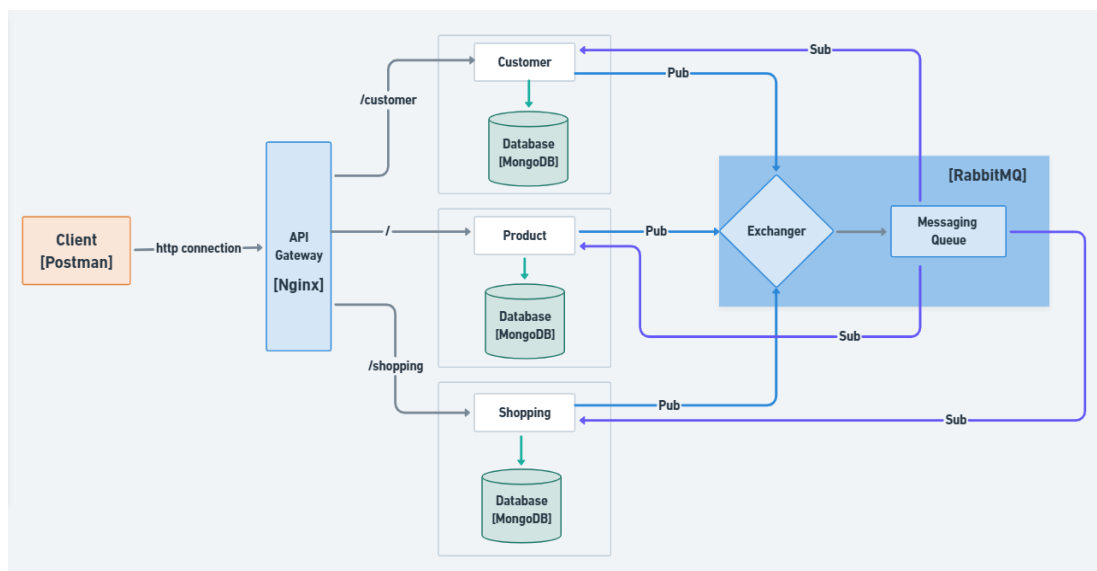 Sub
Customer
Pub
/customer
Database
[MongoDB]
[RabbitMQ]
Client
[Postman]
http connection
API
Gateway
[Nginx]
/
Product
Pub
Exchanger
Messaging
Queue
Database
[MongoDB]
Sub
/shopping
Shopping
Pub
Sub
Database
[MongoDB]